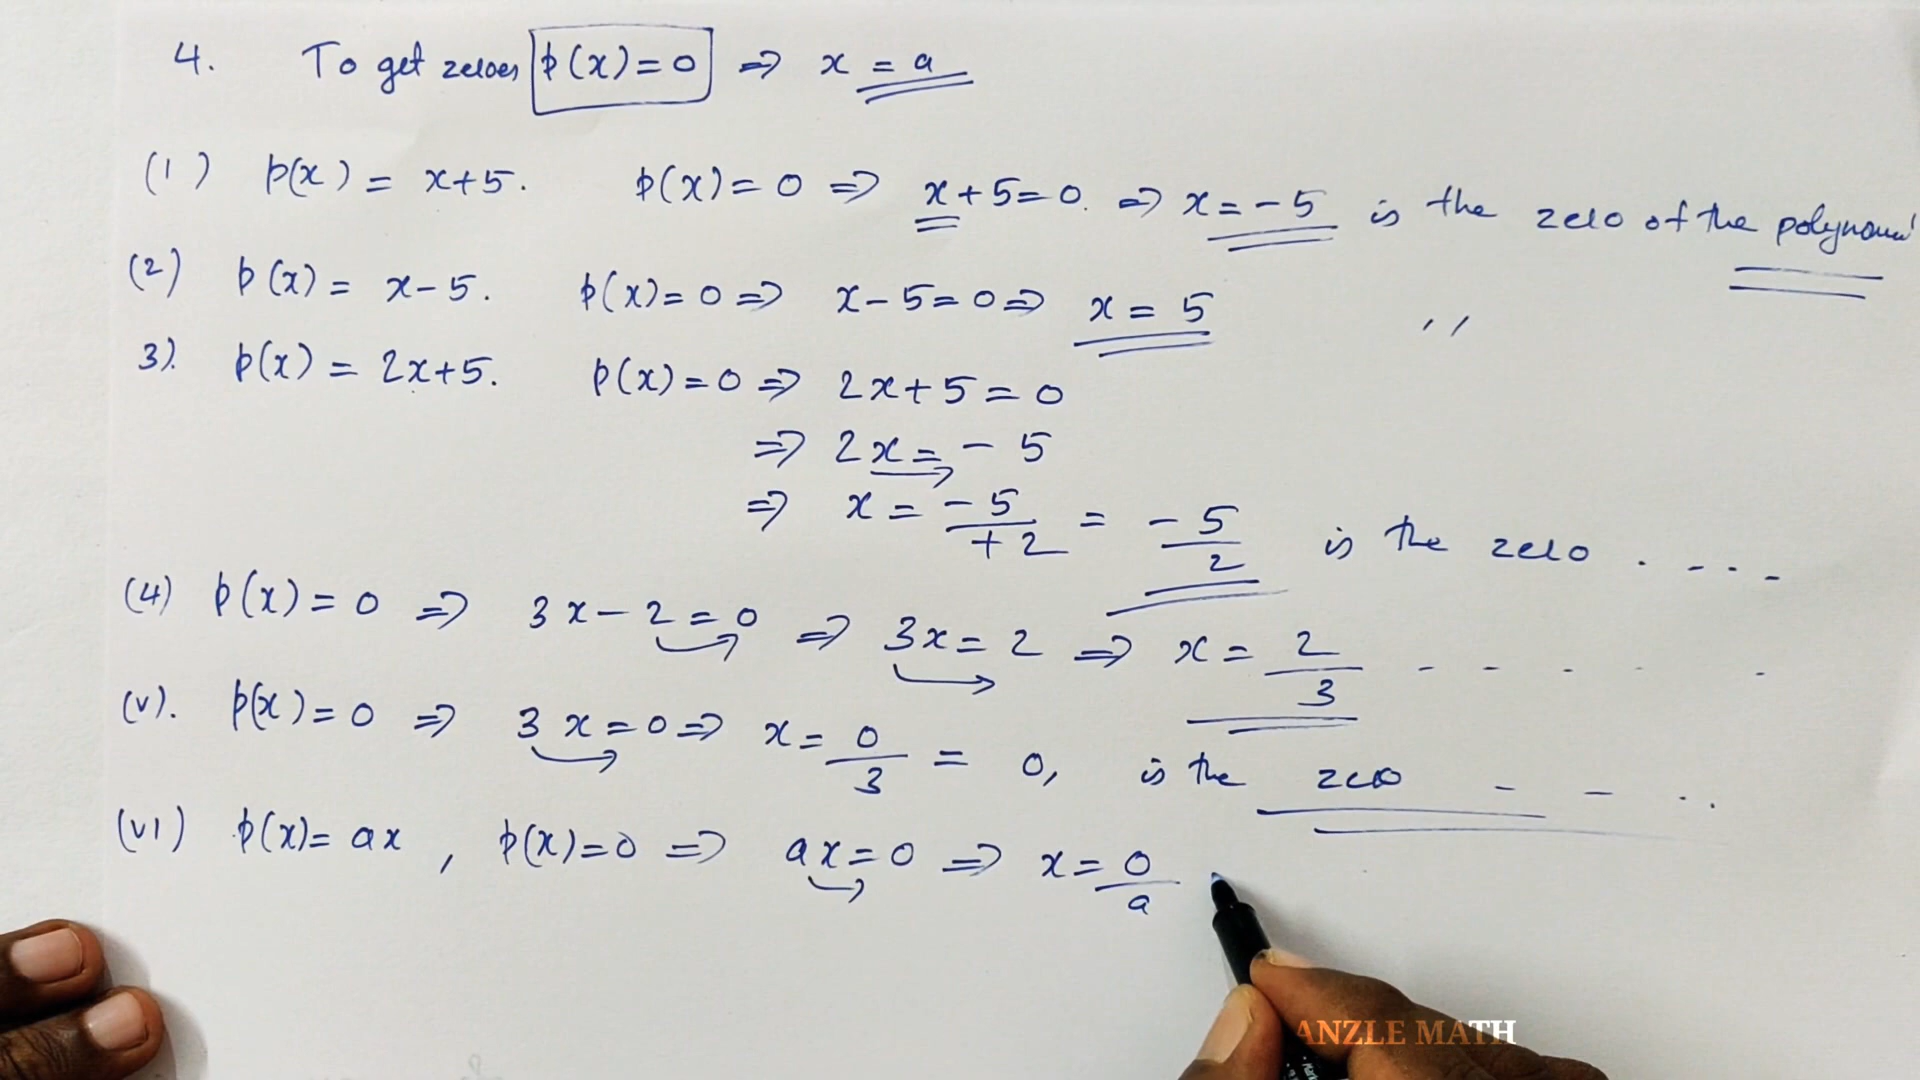 4. To get zeroes p(x) = 0 ⇒ x = a
(1) p(x) = x+5. p(x) = 0 ⇒ x+5=0. ⇒ x = -5 is the zero of the polynomial
(2) p(x) = x-5. p(x)=0 ⇒ x-5=0 ⇒ x = 5 ,,
3). p(x) = 2x+5. p(x)=0 ⇒ 2x+5=0
⇒ 2x = -5
⇒ x = -5/+2 = -5/2 is the zero . - - . -
(4) p(x)=0 ⇒ 3x-2=0 ⇒ 3x=2 ⇒ x = 2/3 - - - - -
(v). p(x)=0 ⇒ 3x=0 ⇒ x = 0/3 = 0, is the zero - - ..
(vi) p(x)= ax, p(x)=0 ⇒ ax=0 ⇒ x = 0/a
ANZLE MATH